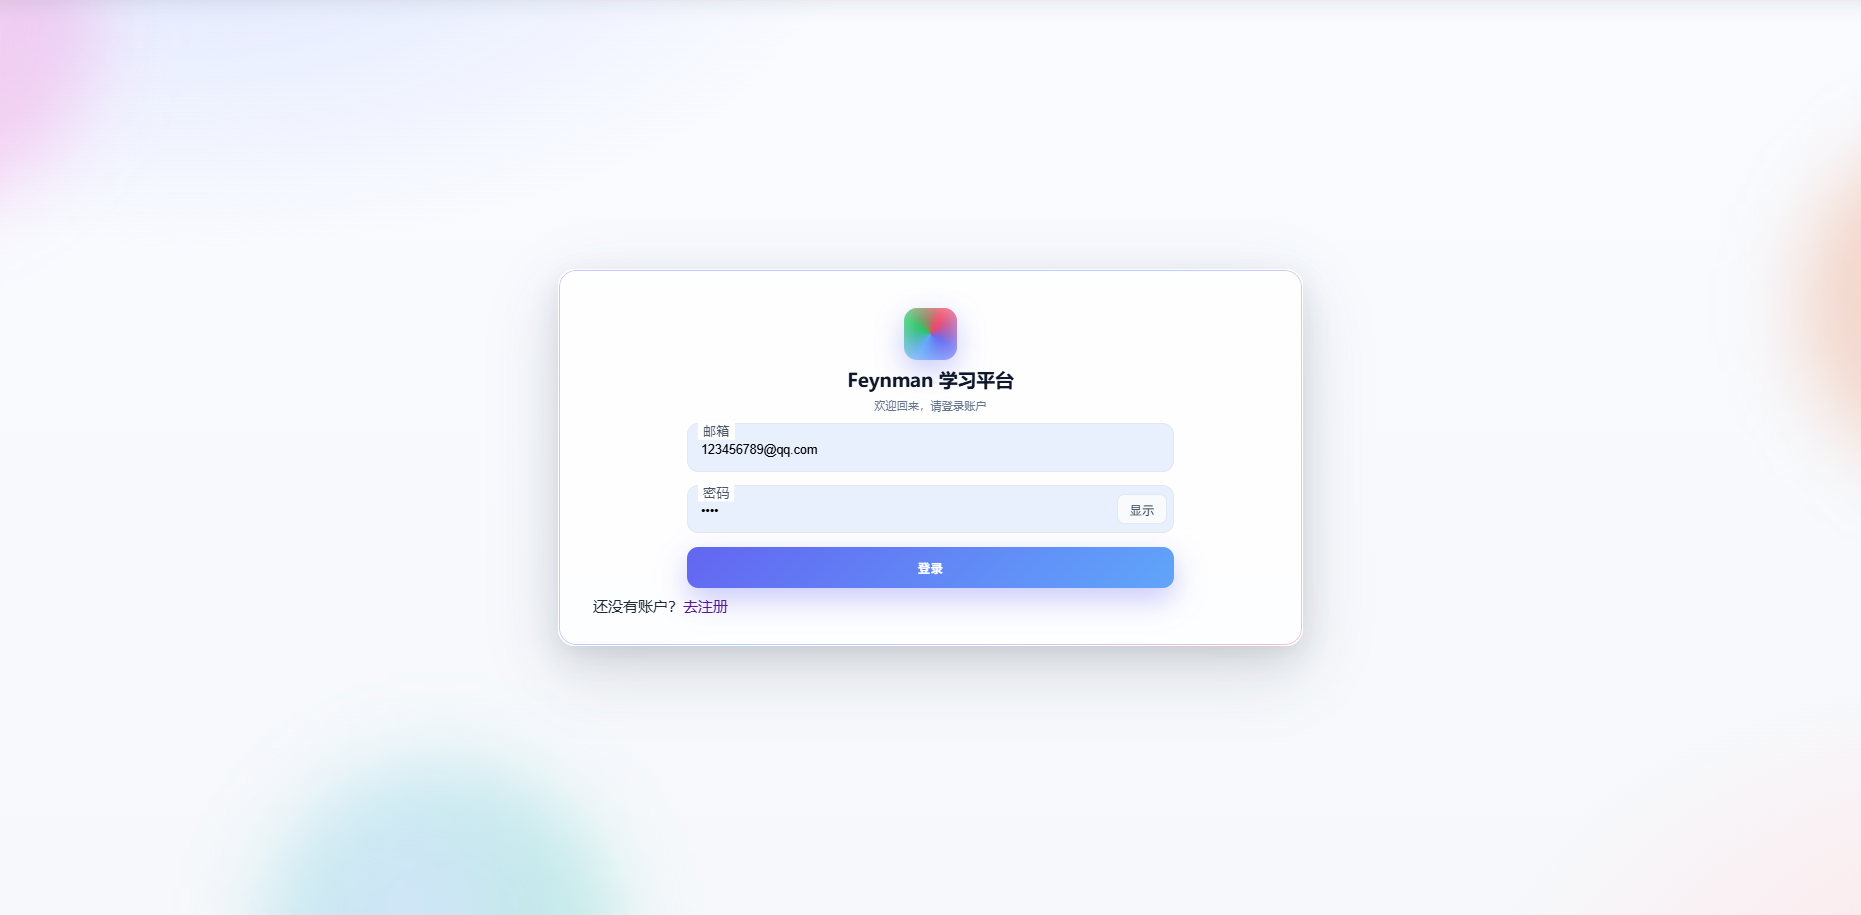 Feynman 学习平台
欢迎回来，请登录账户
邮箱
123456789@qq.com
密码
••••
显示
登录
还没有账户？去注册